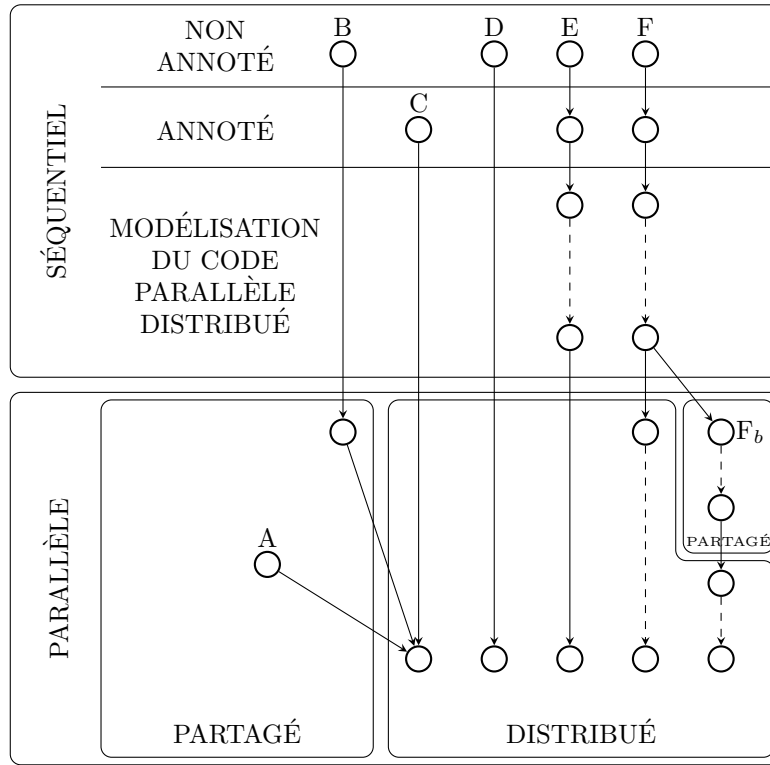 NON
ANNOTÉ
B
D
E
F
ANNOTÉ
C
SÉQUENTIEL
MODÉLISATION
DU CODE
PARALLÈLE
DISTRIBUÉ
F_b
PARTAGÉ
A
PARALLÈLE
PARTAGÉ
DISTRIBUÉ